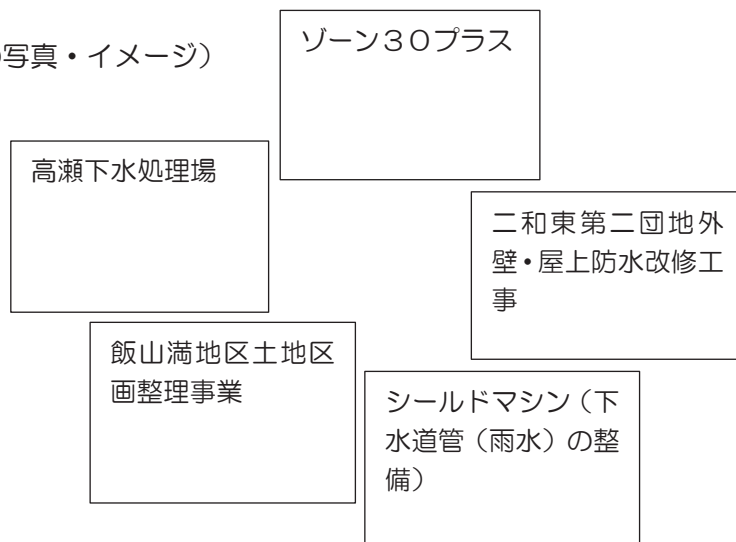 写真・イメージ）
ゾーン３０プラス
高瀬下水処理場
二和東第二団地外
壁・屋上防水改修工
事
飯山満地区土地区
画整理事業
シールドマシン（下
水道管（雨水）の整
備）